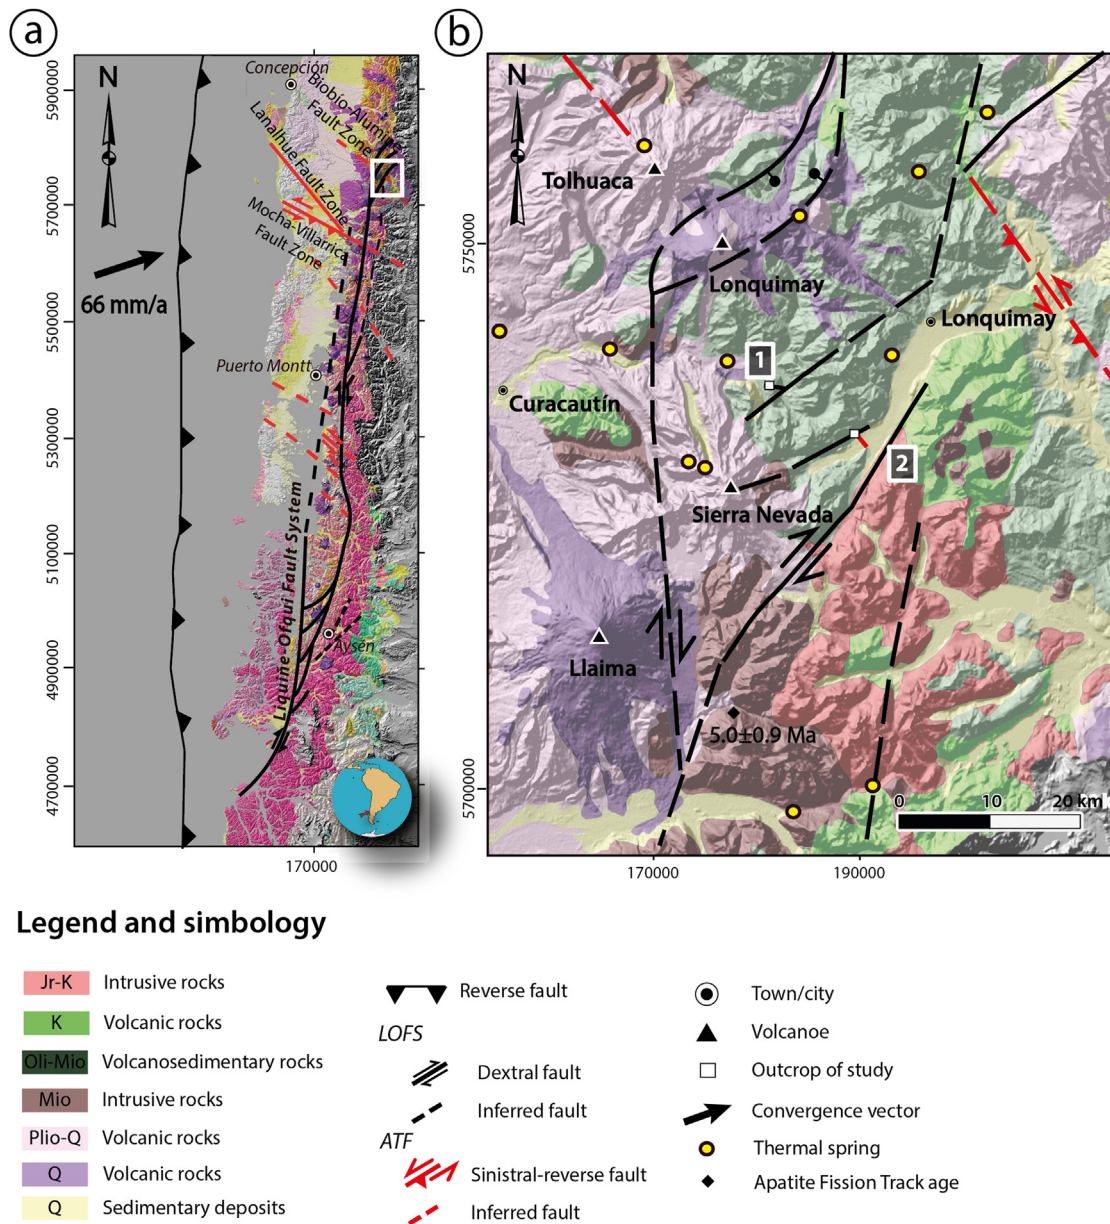 a
b
N
Concepción
Biobío-Aluminé
Fault Zone
Lanalhue Fault Zone
Mocha-Villarrica
Fault Zone
66 mm/a
Puerto Montt
Liquiñe-Ofqui Fault System
Aysén
5900000
5700000
5500000
5300000
5100000
4900000
4700000
170000
N
Tolhuaca
Lonquimay
Lonquimay
1
Curacautín
2
Sierra Nevada
Llaima
5.0±0.9 Ma
0
10
20 km
5750000
5700000
170000
190000
Legend and simbology
Jr-K Intrusive rocks
K Volcanic rocks
Oli-Mio Volcanosedimentary rocks
Mio Intrusive rocks
Plio-Q Volcanic rocks
Q Volcanic rocks
Q Sedimentary deposits
Reverse fault
LOFS
Dextral fault
Inferred fault
ATF
Sinistral-reverse fault
Inferred fault
Town/city
Volcanoe
Outcrop of study
Convergence vector
Thermal spring
Apatite Fission Track age